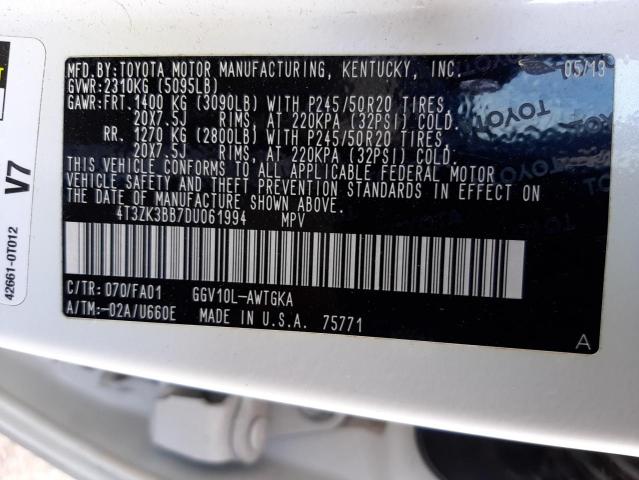 MFD. BY: TOYOTA MOTOR MANUFACTURING, KENTUCKY, INC. 05/13
GVWR: 2310KG (5095LB)
GAWR: FRT. 1400 KG (3090LB) WITH P245/50R20 TIRES,
20X7.5J RIMS, AT 220KPA (32PSI) COLD.
RR. 1270 KG (2800LB) WITH P245/50R20 TIRES,
20X7.5J RIMS, AT 220KPA (32PSI) COLD.
THIS VEHICLE CONFORMS TO ALL APPLICABLE FEDERAL MOTOR
VEHICLE SAFETY AND THEFT PREVENTION STANDARDS IN EFFECT ON
THE DATE OF MANUFACTURE SHOWN ABOVE.
4T3ZK3BB7DU061994 MPV
C/TR: 070/FA01 GGV10L-AWTGKA
A/TM: -02A/U660E MADE IN U.S.A. 75771
A
TOYOTA
TOYOTA
V7
42661-0T012